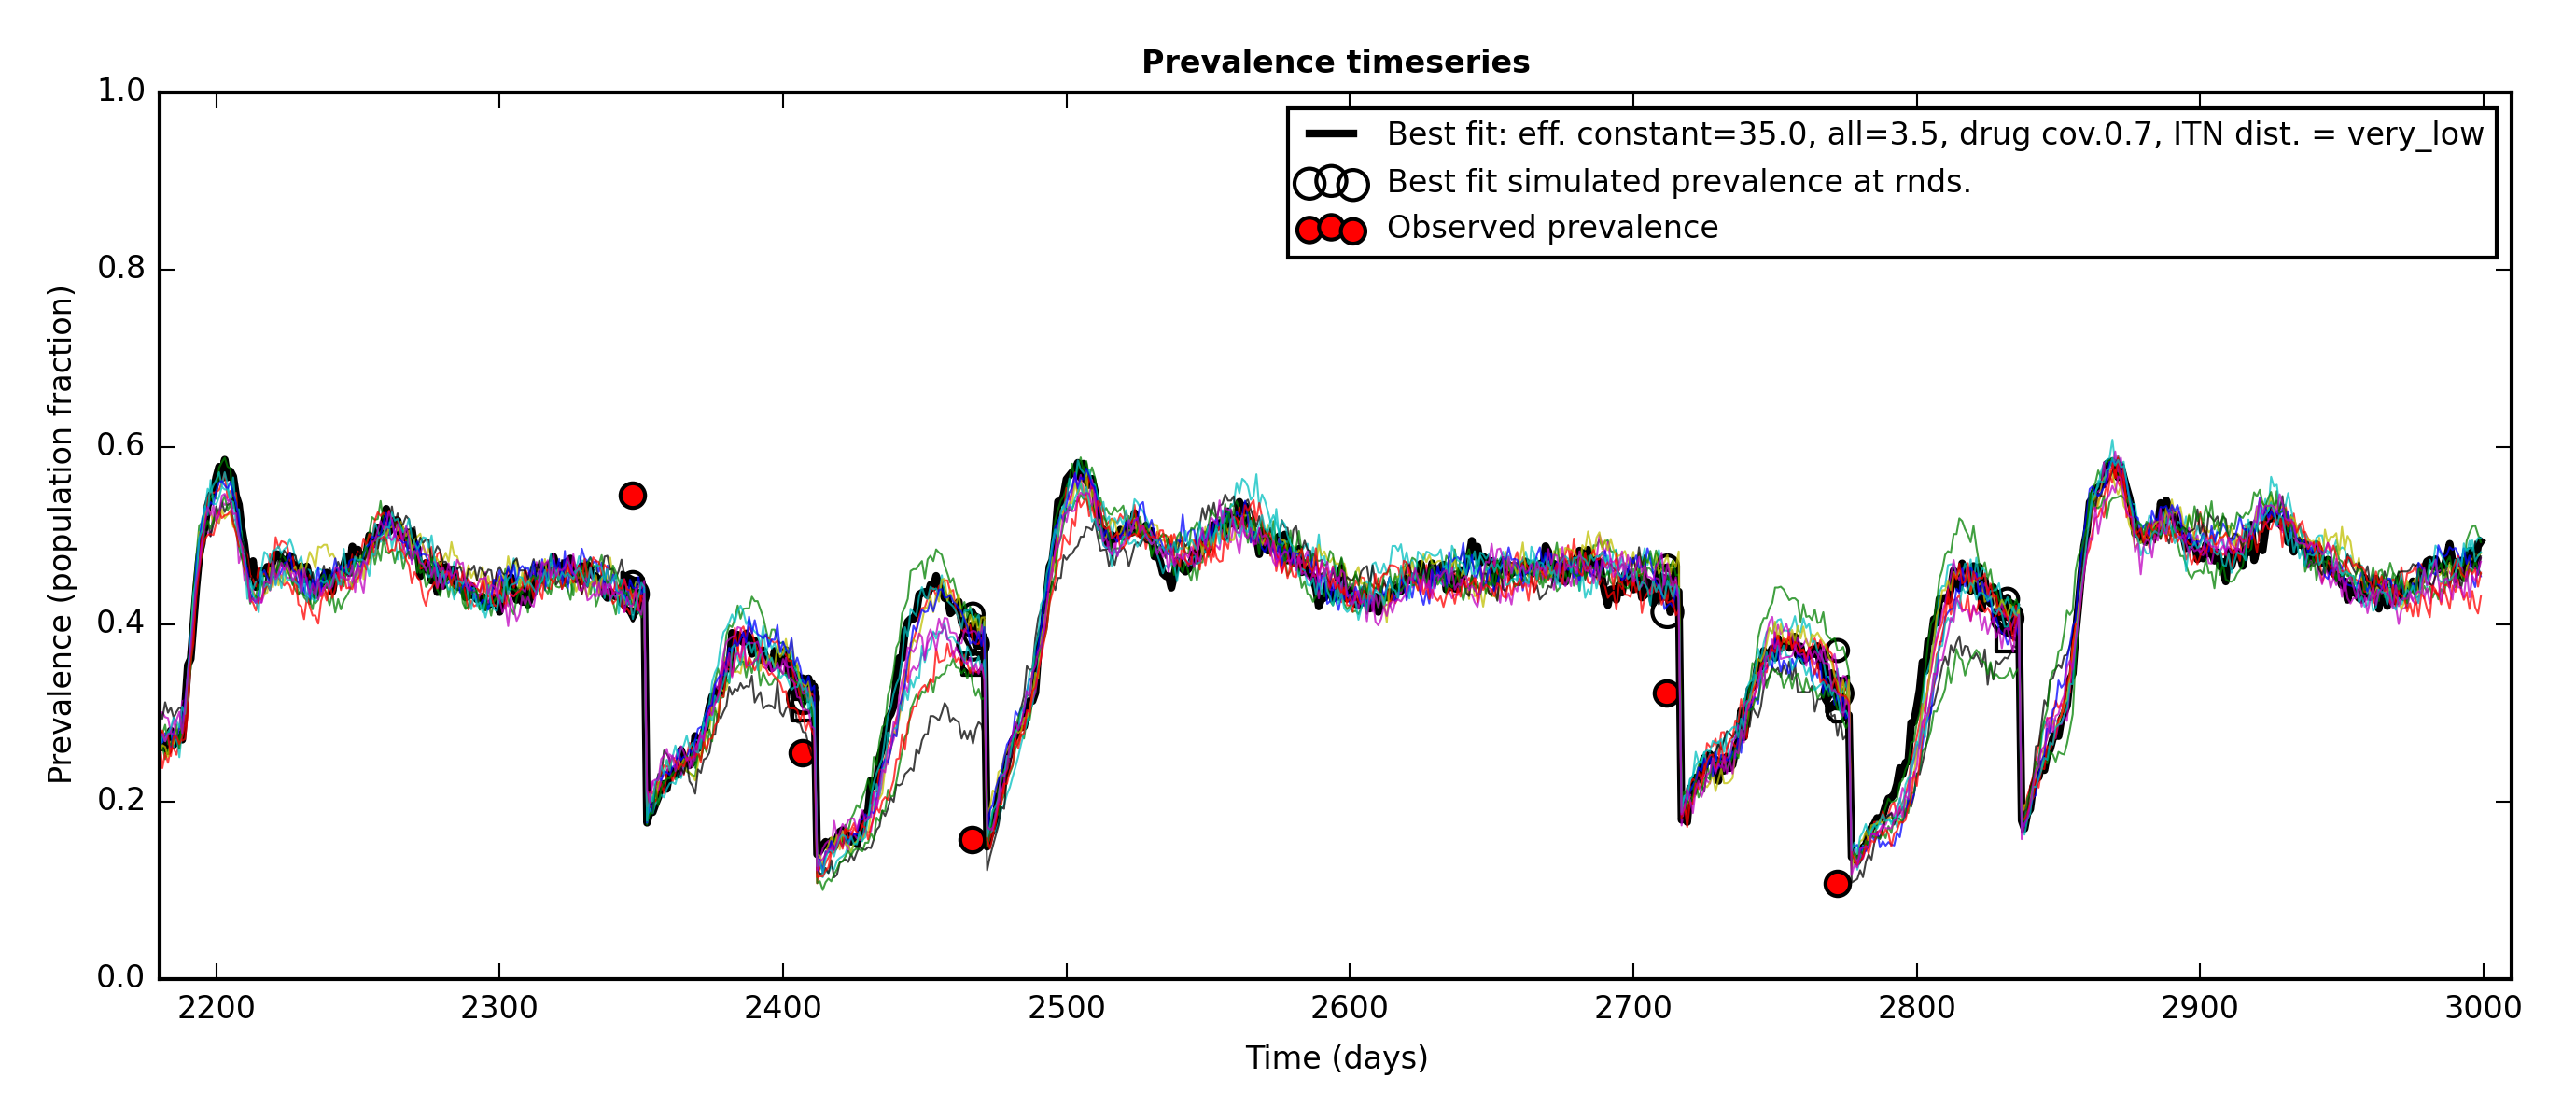 Prevalence timeseries
1.0
0.8
0.6
0.4
0.2
0.0
Prevalence (population fraction)
Best fit: eff. constant=35.0, all=3.5, drug cov.0.7, ITN dist. = very_low
Best fit simulated prevalence at rnds.
Observed prevalence
2200 2300 2400 2500 2600 2700 2800 2900 3000
Time (days)